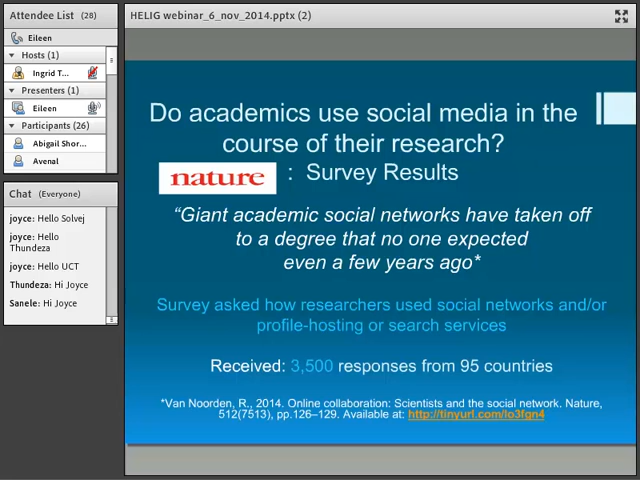 Attendee List (28)
Eileen
Hosts (1)
Ingrid T...
Presenters (1)
Eileen
Participants (26)
Abigail Shor...
Avenal
Chat (Everyone)
joyce: Hello Solvej
joyce: Hello
Thundeza
joyce: Hello UCT
Thundeza: Hi Joyce
Sanele: Hi Joyce
HELIG webinar_6_nov_2014.pptx (2)
Do academics use social media in the
course of their research?
nature : Survey Results
“Giant academic social networks have taken off
to a degree that no one expected
even a few years ago*
Survey asked how researchers used social networks and/or
profile-hosting or search services
Received: 3,500 responses from 95 countries
*Van Noorden, R., 2014. Online collaboration: Scientists and the social network. Nature,
512(7513), pp.126–129. Available at: http://tinyurl.com/lo3fgn4